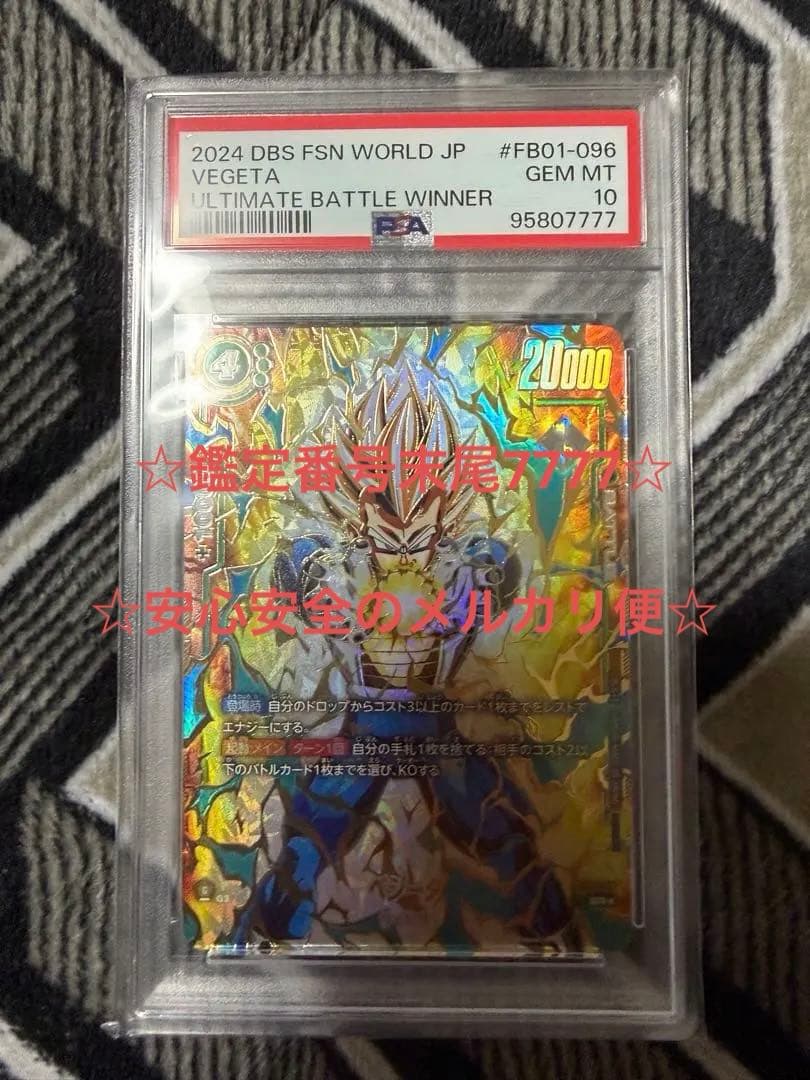 2024 DBS FSN WORLD JP #FB01-096
VEGETA GEM MT
ULTIMATE BATTLE WINNER 10
PSA 95807777
4 20000
☆鑑定番号末尾7777☆
☆安心安全のメルカリ便☆
登場時 自分のドロップからコスト3以上のカード1枚までをレストで
エナジーにする。
起動メイン ターン1回 自分の手札1枚を捨てる:相手のコスト2以
下のバトルカード1枚までを選び、KOする